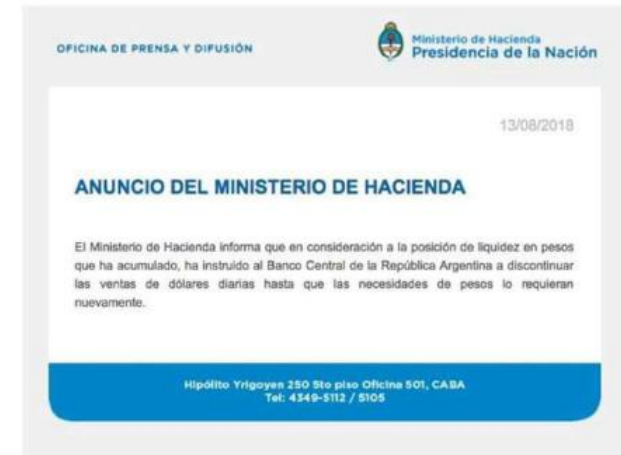 OFICINA DE PRENSA Y DIFUSIÓN
Ministerio de Hacienda
Presidencia de la Nación
13/08/2018
ANUNCIO DEL MINISTERIO DE HACIENDA
El Ministerio de Hacienda informa que en consideración a la posición de liquidez en pesos
que ha acumulado, ha instruido al Banco Central de la República Argentina a discontinuar
las ventas de dólares diarias hasta que las necesidades de pesos lo requieran
nuevamente.
Hipólito Yrigoyen 250 5to piso Oficina 501, CABA
Tel: 4349-5112 / 5105